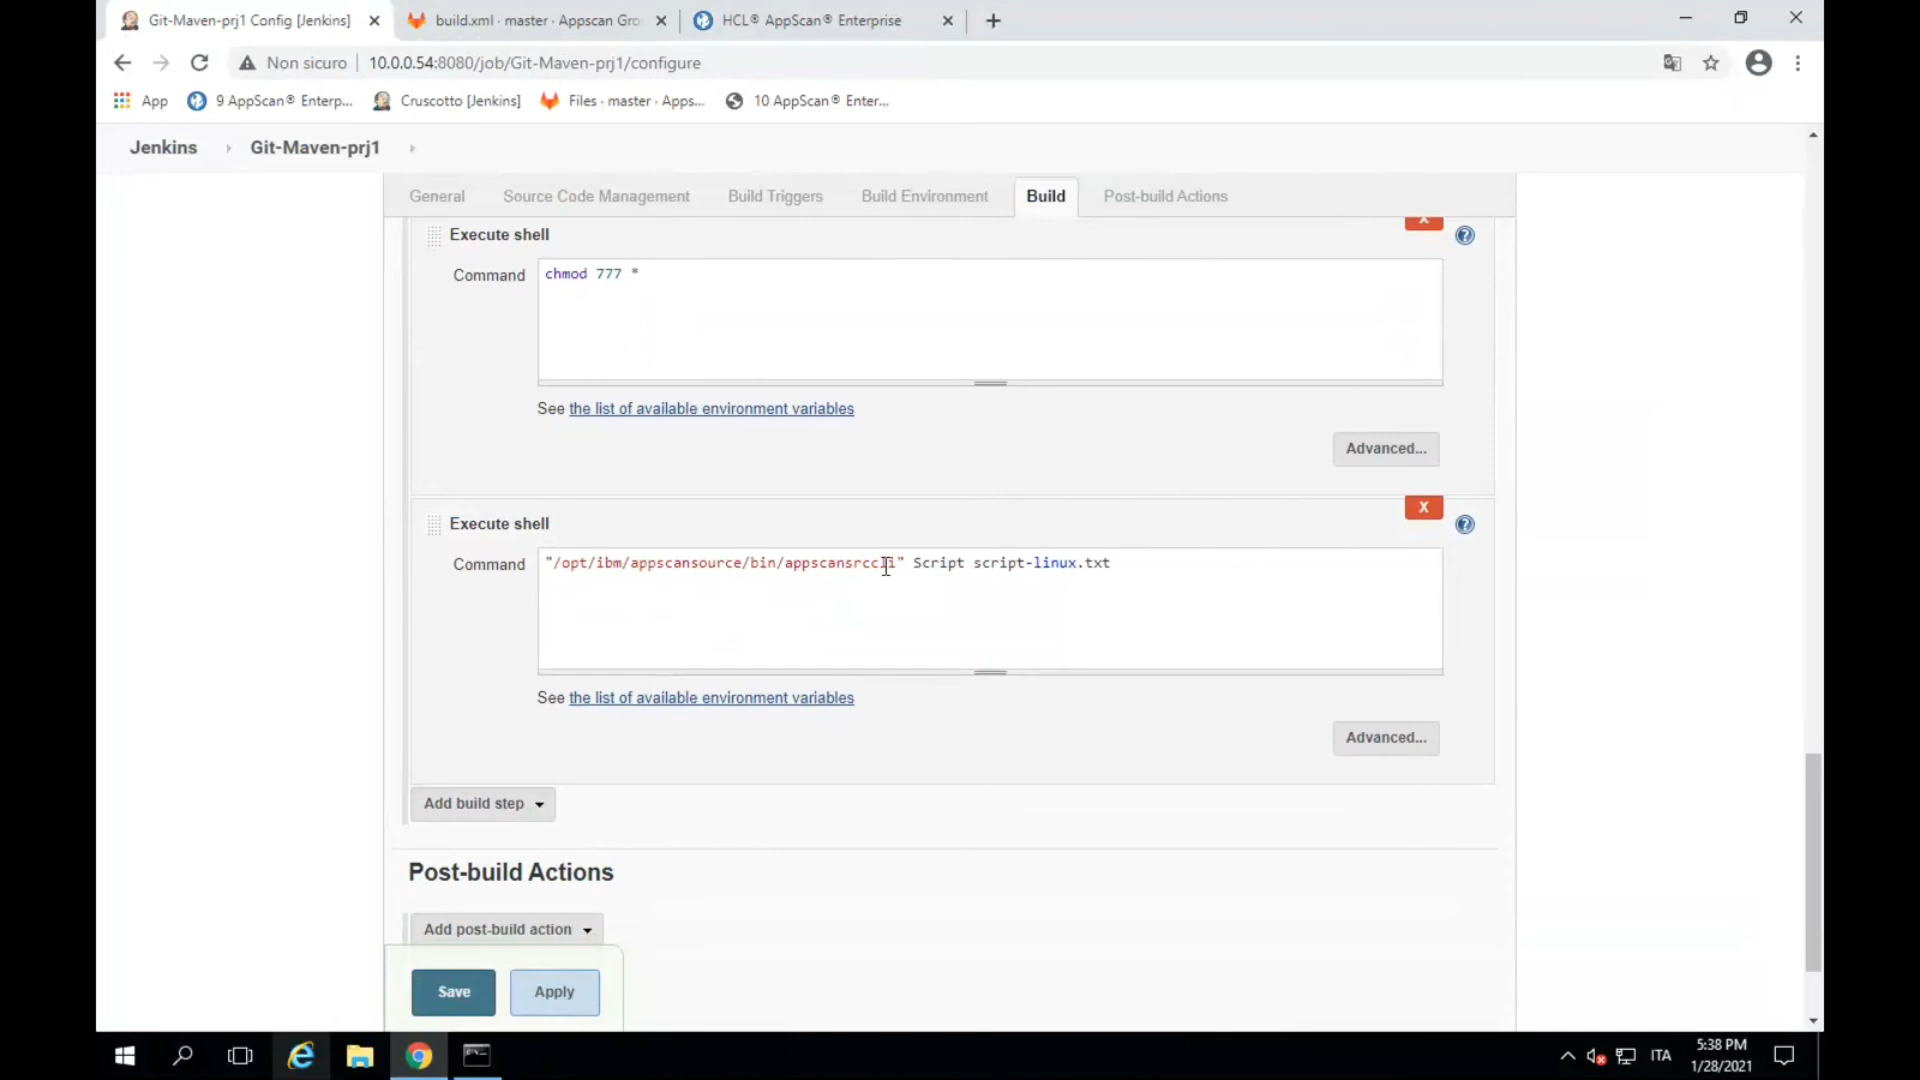 Git-Maven-prj1 Config [Jenkins]
build.xml · master · Appscan Gro
HCL® AppScan® Enterprise
Non sicuro
10.0.0.54:8080/job/Git-Maven-prj1/configure
App
9 AppScan® Enterp...
Cruscotto [Jenkins]
Files · master · Apps...
10 AppScan® Enter...
Jenkins
Git-Maven-prj1
General
Source Code Management
Build Triggers
Build Environment
Build
Post-build Actions
X
Execute shell
Command
chmod 777 *
See the list of available environment variables
Advanced...
X
Execute shell
Command
"/opt/ibm/appscansource/bin/appscansrccli" Script script-linux.txt
See the list of available environment variables
Advanced...
Add build step
Post-build Actions
Add post-build action
Save
Apply
ITA
5:38 PM
1/28/2021